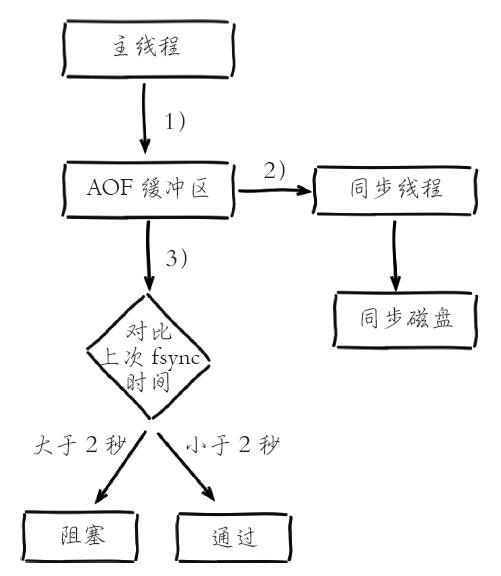 主线程
1)
AOF 缓冲区
2)
同步线程
3)
同步磁盘
对比
上次 fsync
时间
大于 2 秒
小于 2 秒
阻塞
通过